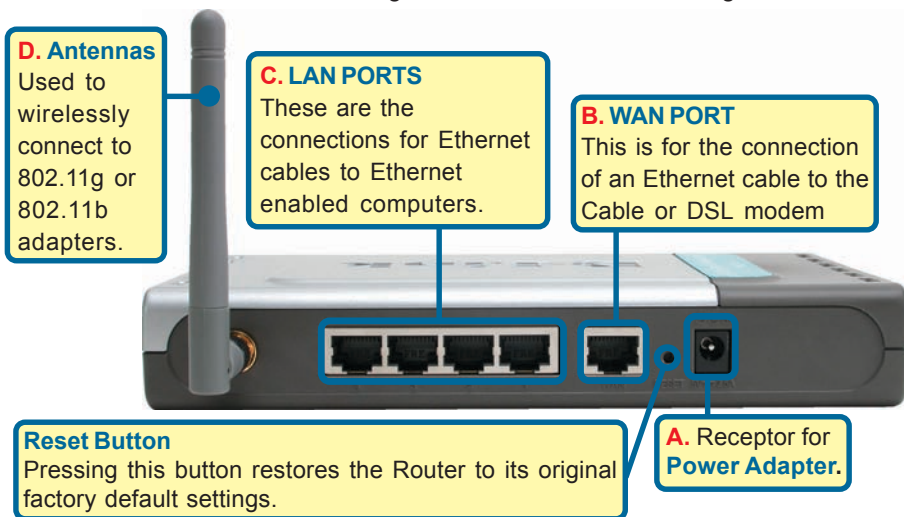 D. Antennas
Used to
wirelessly
connect to
802.11g or
802.11b
adapters.
C. LAN PORTS
These are the
connections for Ethernet
cables to Ethernet
enabled computers.
B. WAN PORT
This is for the connection
of an Ethernet cable to the
Cable or DSL modem
Reset Button
Pressing this button restores the Router to its original
factory default settings.
A. Receptor for
Power Adapter.